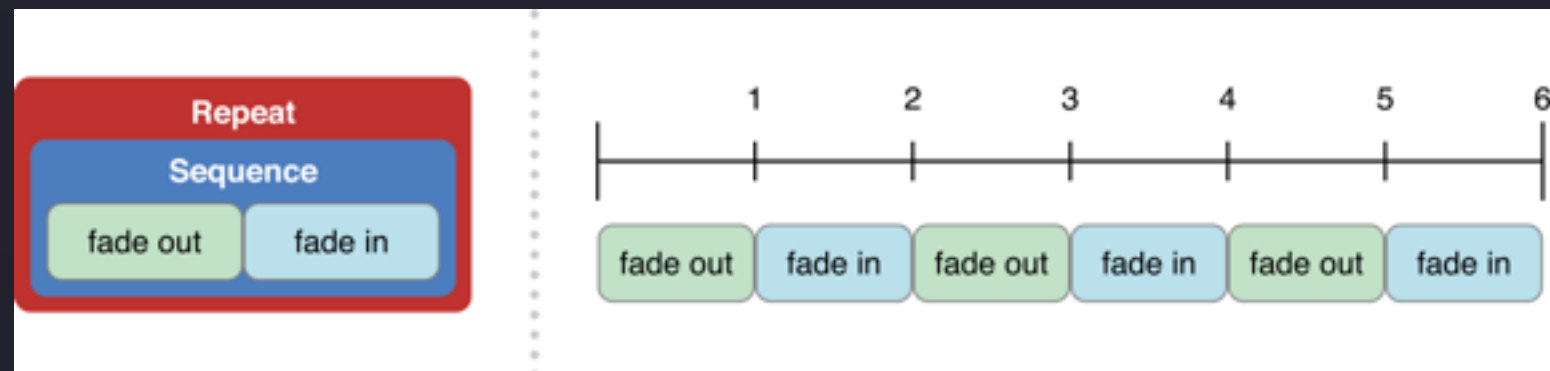 Repeat
Sequence
fade out fade in
1 2 3 4 5 6
fade out fade in fade out fade in fade out fade in